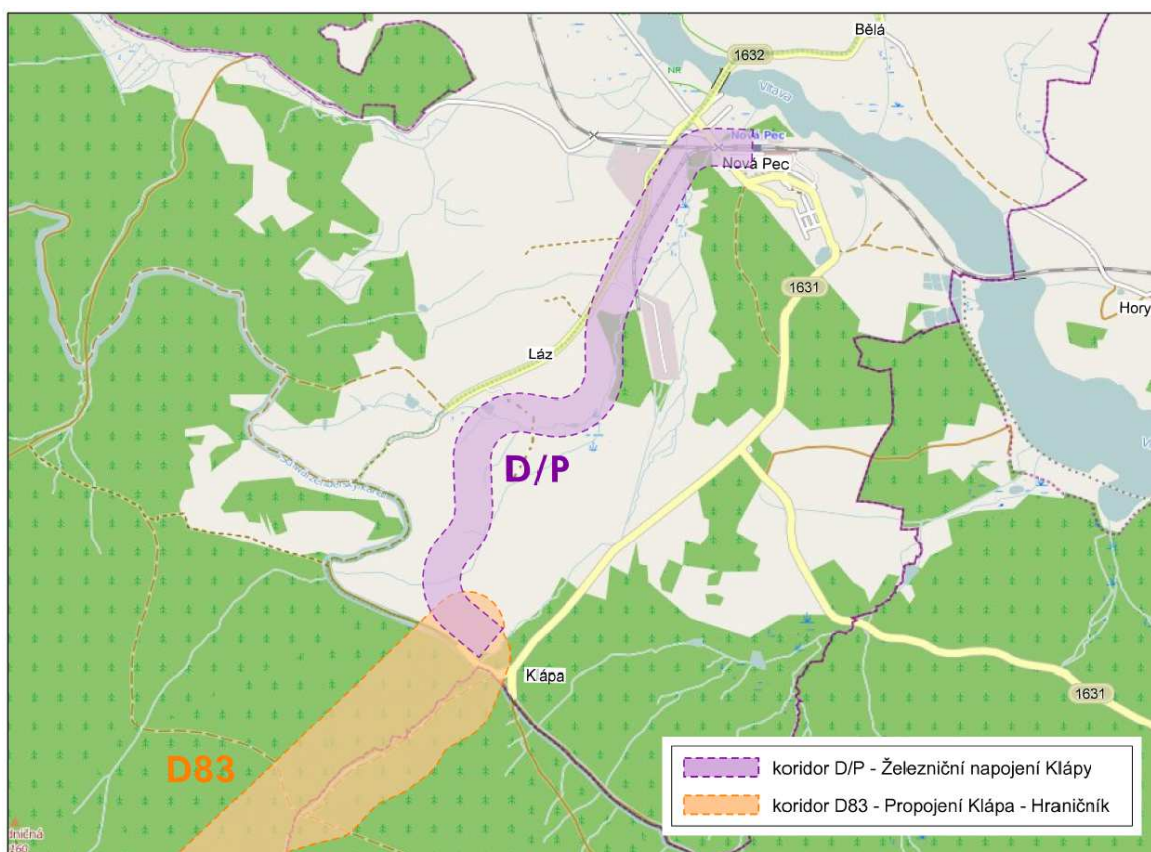 Bělá
1632
NR
Vltava
Nová Pec
Nová Pec
1631
Hory
Láz
D/P
Klápa
1631
D83
koridor D/P - Železniční napojení Klápy
koridor D83 - Propojení Klápa - Hraničník